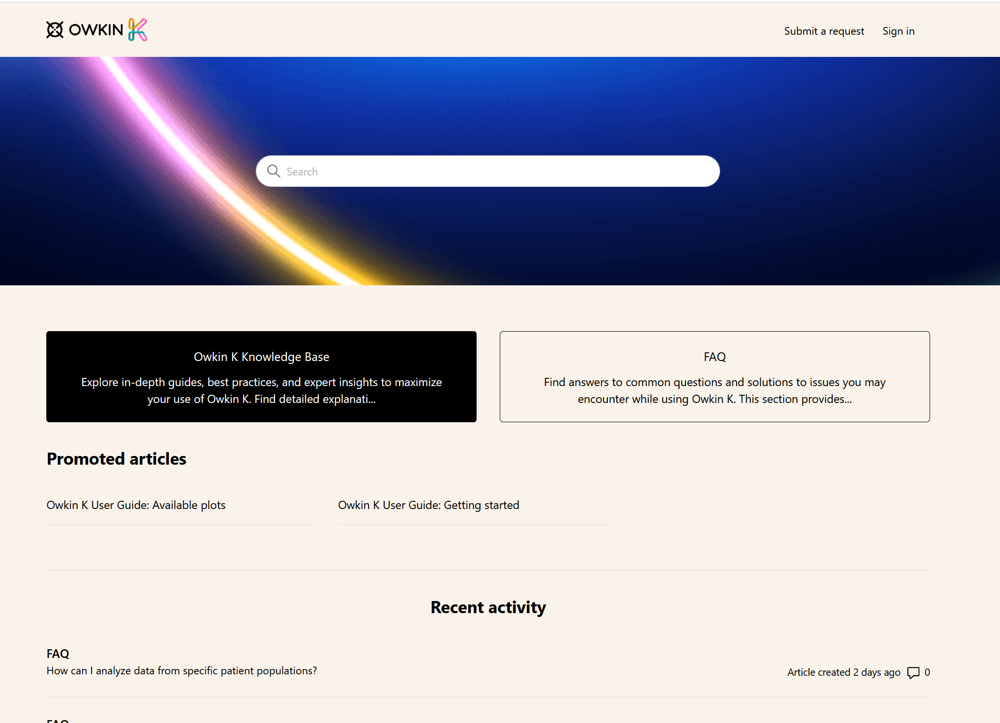 OWKIN K
Submit a request
Sign in
Search
Owkin K Knowledge Base
Explore in-depth guides, best practices, and expert insights to maximize
your use of Owkin K. Find detailed explanati...
FAQ
Find answers to common questions and solutions to issues you may
encounter while using Owkin K. This section provides...
Promoted articles
Owkin K User Guide: Available plots
Owkin K User Guide: Getting started
Recent activity
FAQ
How can I analyze data from specific patient populations?
Article created 2 days ago 0
FAQ